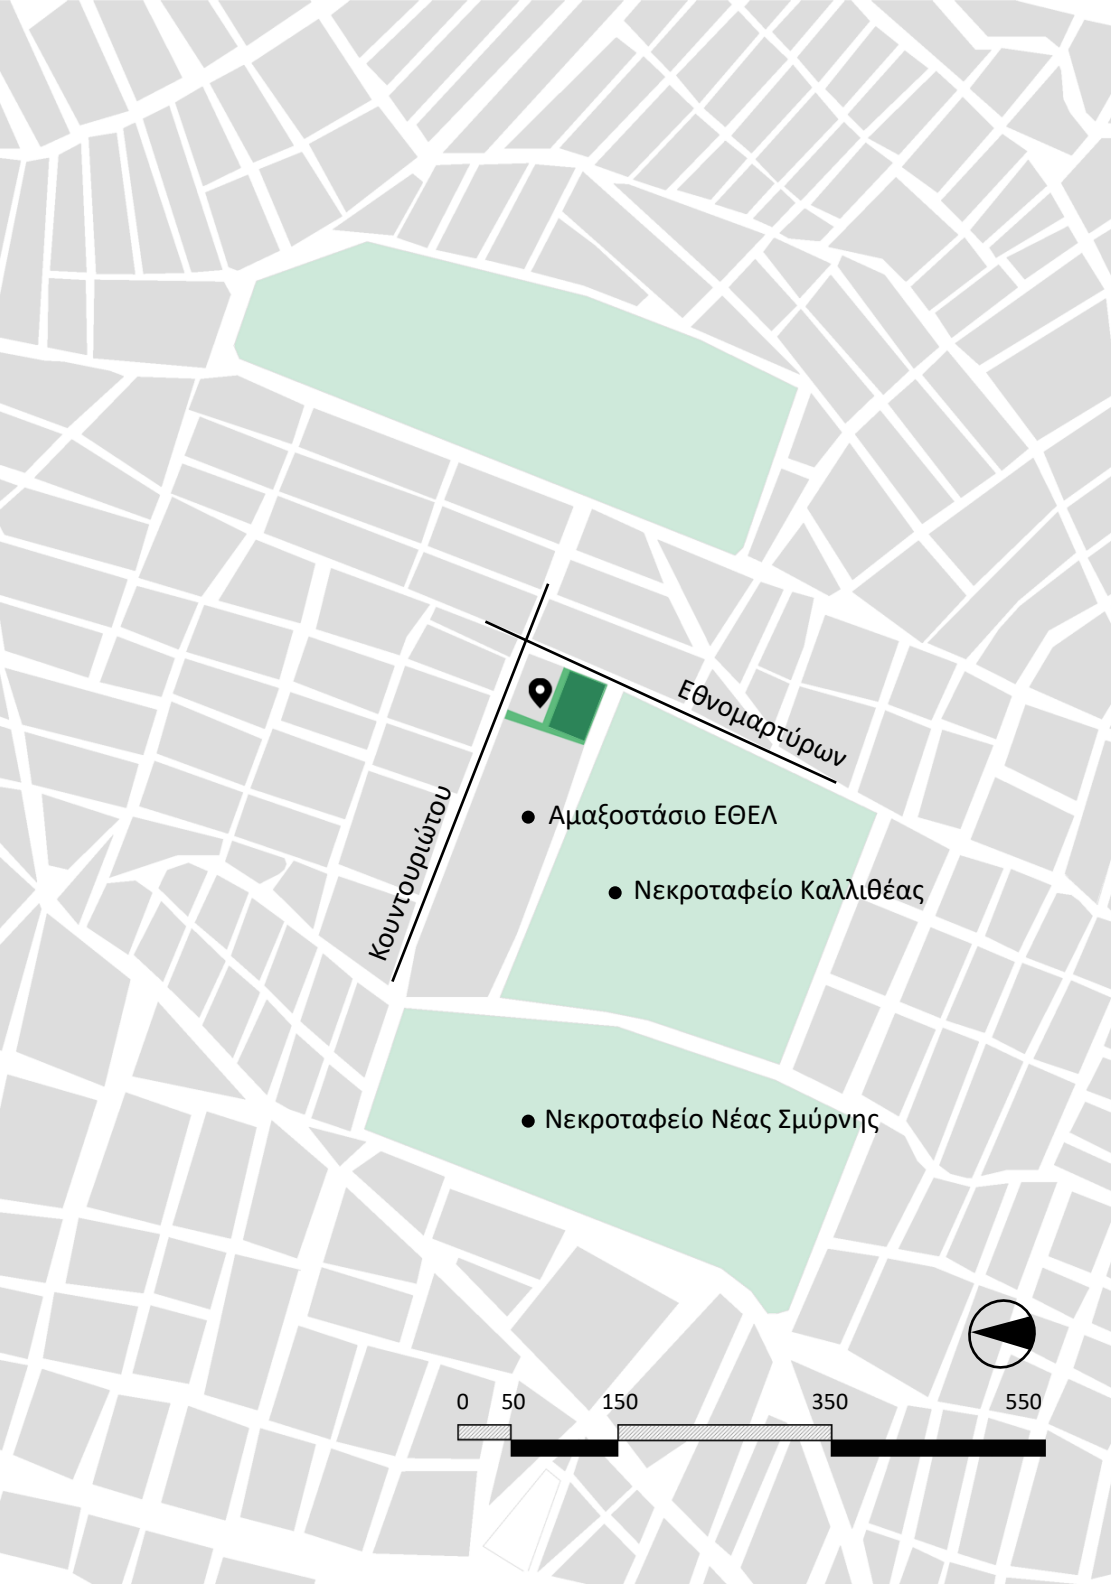 Εθνομαρτύρων
Κουντουριώτου
Αμαξοστάσιο ΕΘΕΛ
Νεκροταφείο Καλλιθέας
Νεκροταφείο Νέας Σμύρνης
0 50 150 350 550